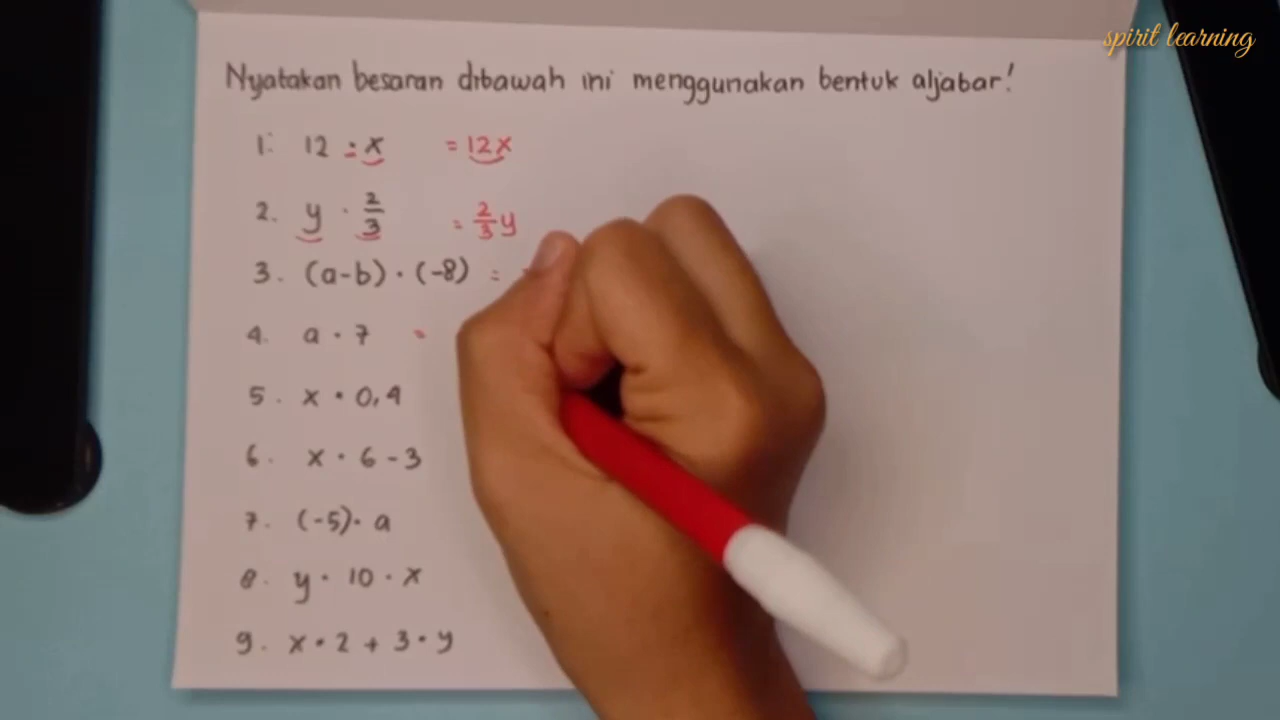 spirit learning
Nyatakan besaran dibawah ini menggunakan bentuk aljabar!
1. 12 · x = 12x
2. y · 2/3 = 2/3 y
3. (a-b) · (-8) =
4. a · 7
5. x · 0,4
6. x · 6 - 3
7. (-5) · a
8. y · 10 · x
9. x · 2 + 3 · y